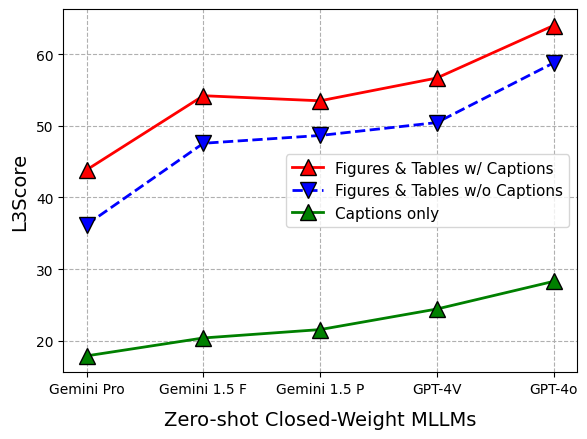 60
50
40
30
20
L3Score
Figures & Tables w/ Captions
Figures & Tables w/o Captions
Captions only
Gemini Pro Gemini 1.5 F Gemini 1.5 P GPT-4V GPT-4o
Zero-shot Closed-Weight MLLMs